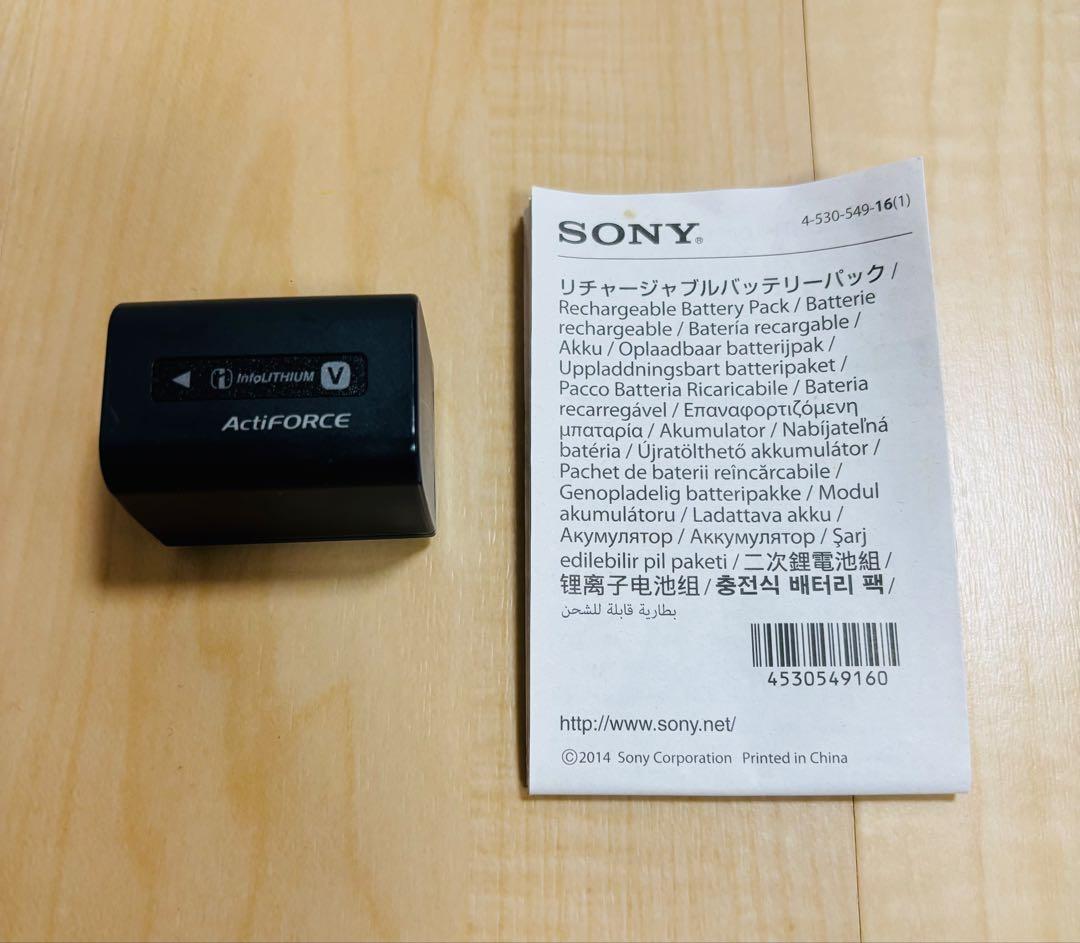 InfoLITHIUM V
ActiFORCE
SONY®
4-530-549-16(1)
リチャージャブルバッテリーパック /
Rechargeable Battery Pack / Batterie
rechargeable / Batería recargable /
Akku / Oplaadbaar batterijpak /
Uppladdningsbart batteripaket /
Pacco Batteria Ricaricabile / Bateria
recarregável / Επαναφορτιζόμενη
μπαταρία / Akumulator / Nabíjateľná
batéria / Újratölthető akkumulátor /
Pachet de baterii reîncărcabile /
Genopladelig batteripakke / Modul
akumulátoru / Ladattava akku /
Акумулятор / Аккумулятор / Şarj
edilebilir pil paketi / 二次鋰電池組 /
锂离子电池组 / 충전식 배터리 팩 /
بطارية قابلة للشحن
4530549160
http://www.sony.net/
©2014 Sony Corporation Printed in China